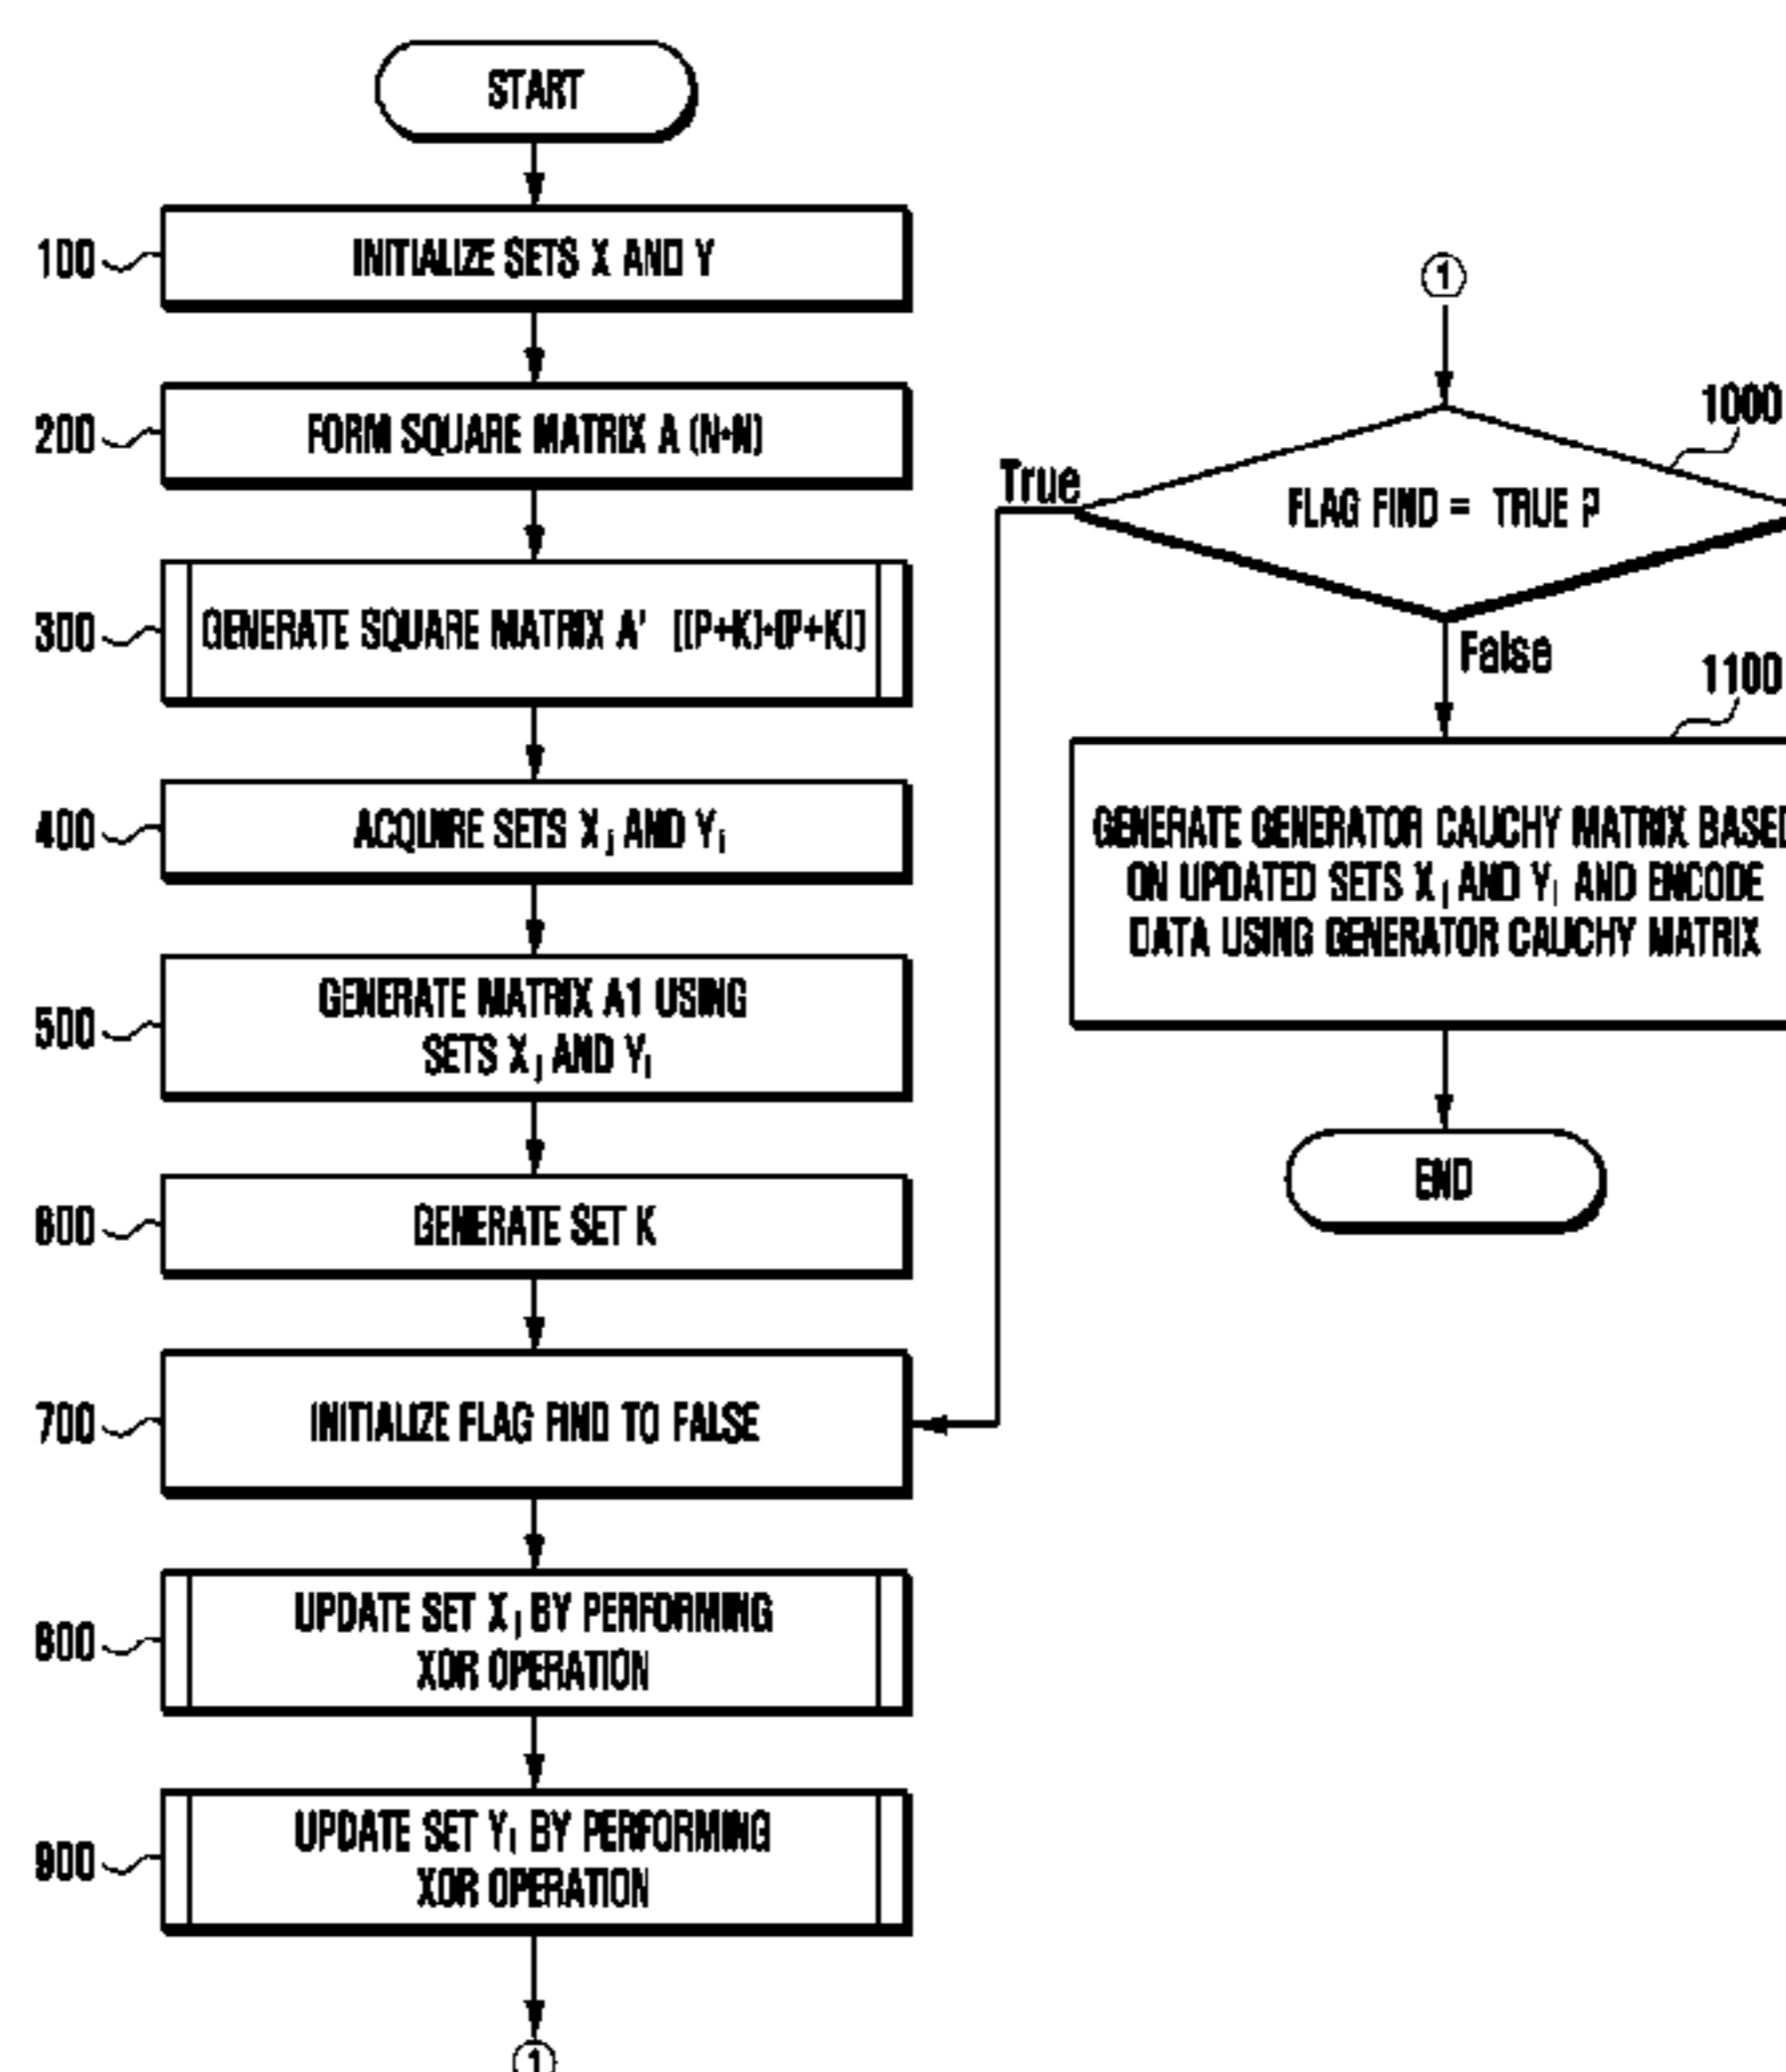 START
100
INITIALIZE SETS X AND Y
200
FORM SQUARE MATRIX A (N*N)
300
GENERATE SQUARE MATRIX A' [(P+K)*(P+K)]
400
ACQUIRE SETS Xj AND Yi
500
GENERATE MATRIX A1 USING
SETS Xj AND Yi
600
GENERATE SET K
700
INITIALIZE FLAG FIND TO FALSE
800
UPDATE SET Xj BY PERFORMING
XOR OPERATION
900
UPDATE SET Yi BY PERFORMING
XOR OPERATION
1
1
1000
FLAG FIND = TRUE ?
True
False
1100
GENERATE GENERATOR CAUCHY MATRIX BASED
ON UPDATED SETS Xj AND Yi AND ENCODE
DATA USING GENERATOR CAUCHY MATRIX
END